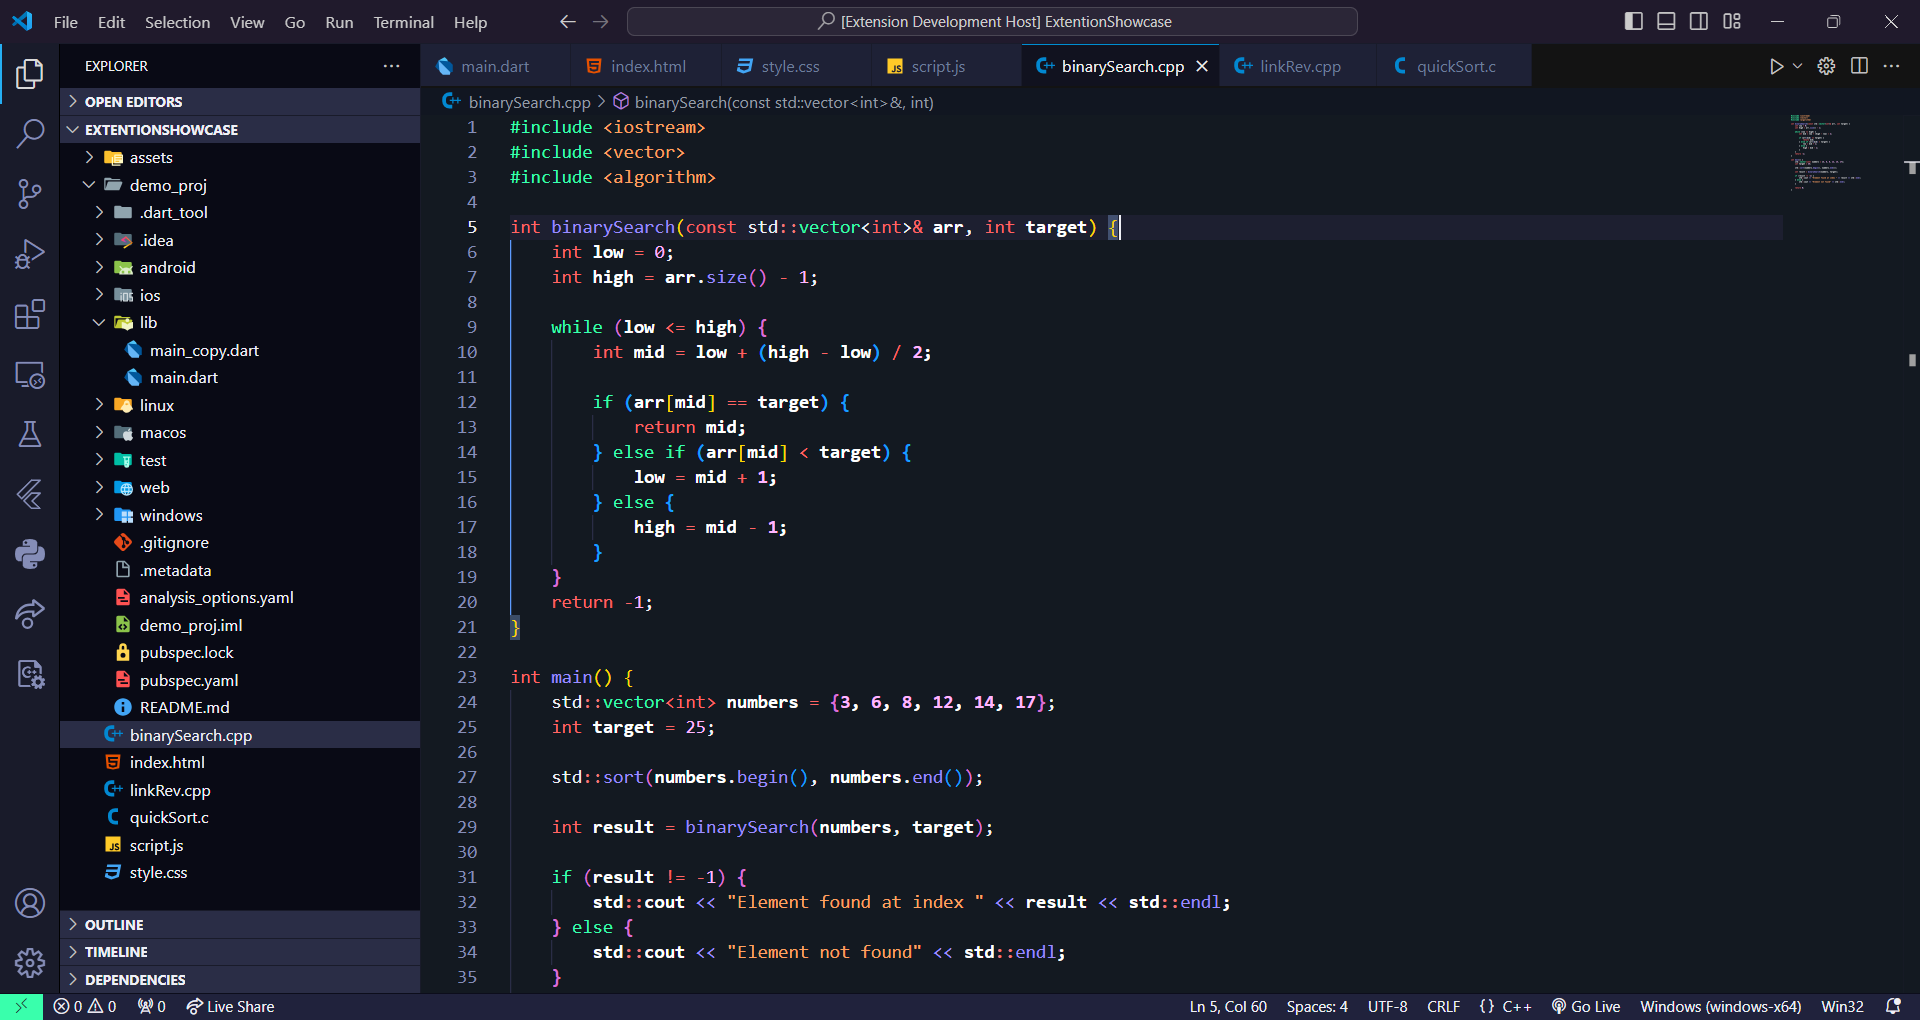 File Edit Selection View Go Run Terminal Help
[Extension Development Host] ExtentionShowcase
EXPLORER
OPEN EDITORS
EXTENTIONSHOWCASE
assets
demo_proj
.dart_tool
.idea
android
ios
lib
main_copy.dart
main.dart
linux
macos
test
web
windows
.gitignore
.metadata
analysis_options.yaml
demo_proj.iml
pubspec.lock
pubspec.yaml
README.md
binarySearch.cpp
index.html
linkRev.cpp
quickSort.c
script.js
style.css
OUTLINE
TIMELINE
DEPENDENCIES
main.dart index.html style.css script.js binarySearch.cpp linkRev.cpp quickSort.c
binarySearch.cpp > binarySearch(const std::vector<int>&, int)
1 #include <iostream>
2 #include <vector>
3 #include <algorithm>
4
5 int binarySearch(const std::vector<int>& arr, int target) {
6     int low = 0;
7     int high = arr.size() - 1;
8
9     while (low <= high) {
10         int mid = low + (high - low) / 2;
11
12         if (arr[mid] == target) {
13             return mid;
14         } else if (arr[mid] < target) {
15             low = mid + 1;
16         } else {
17             high = mid - 1;
18         }
19     }
20     return -1;
21 }
22
23 int main() {
24     std::vector<int> numbers = {3, 6, 8, 12, 14, 17};
25     int target = 25;
26
27     std::sort(numbers.begin(), numbers.end());
28
29     int result = binarySearch(numbers, target);
30
31     if (result != -1) {
32         std::cout << "Element found at index " << result << std::endl;
33     } else {
34         std::cout << "Element not found" << std::endl;
35     }
0 0 0 Live Share
Ln 5, Col 60 Spaces: 4 UTF-8 CRLF {} C++ Go Live Windows (windows-x64) Win32